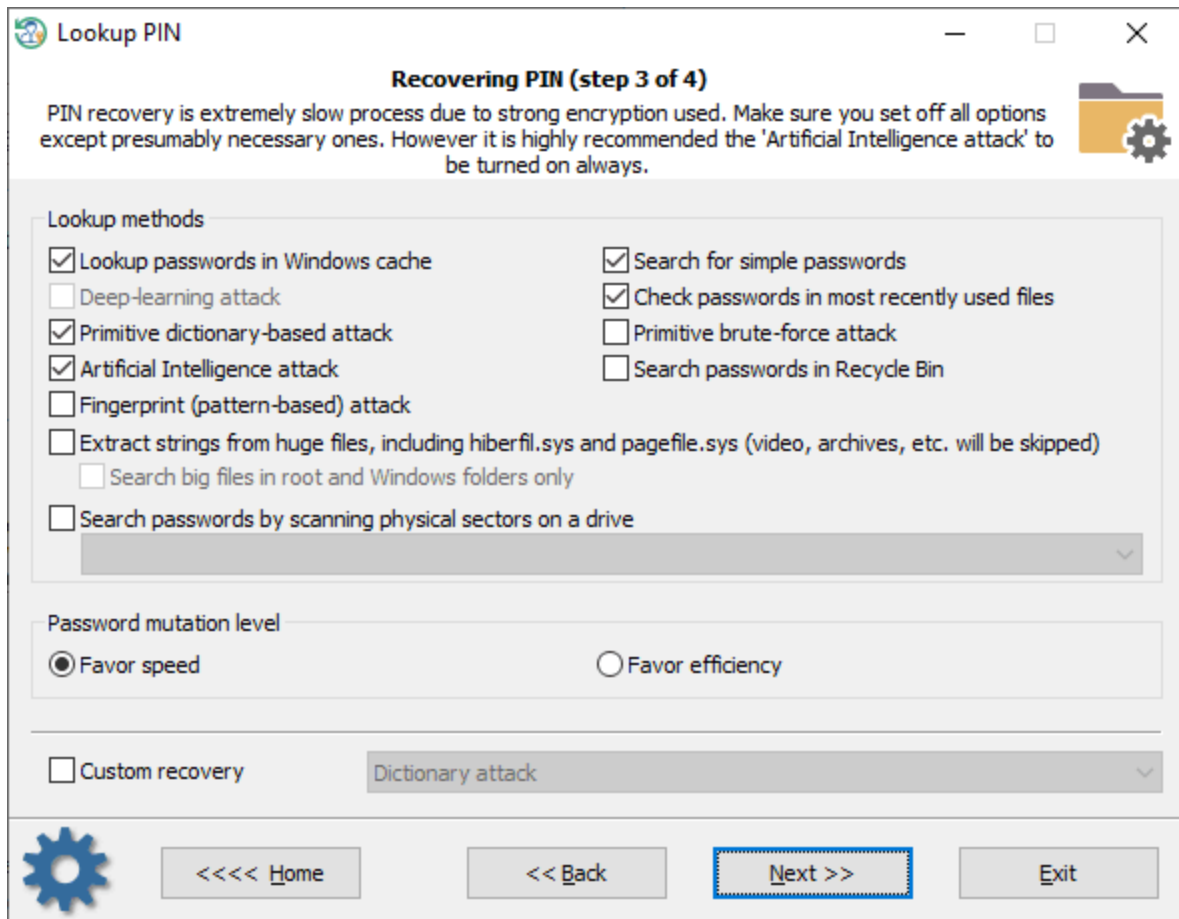 Lookup PIN
Recovering PIN (step 3 of 4)
PIN recovery is extremely slow process due to strong encryption used. Make sure you set off all options
except presumably necessary ones. However it is highly recommended the 'Artificial Intelligence attack' to
be turned on always.
Lookup methods
Lookup passwords in Windows cache
Search for simple passwords
Deep-learning attack
Check passwords in most recently used files
Primitive dictionary-based attack
Primitive brute-force attack
Artificial Intelligence attack
Search passwords in Recycle Bin
Fingerprint (pattern-based) attack
Extract strings from huge files, including hiberfil.sys and pagefile.sys (video, archives, etc. will be skipped)
Search big files in root and Windows folders only
Search passwords by scanning physical sectors on a drive
Password mutation level
Favor speed
Favor efficiency
Custom recovery
Dictionary attack
<<<< Home
<< Back
Next >>
Exit